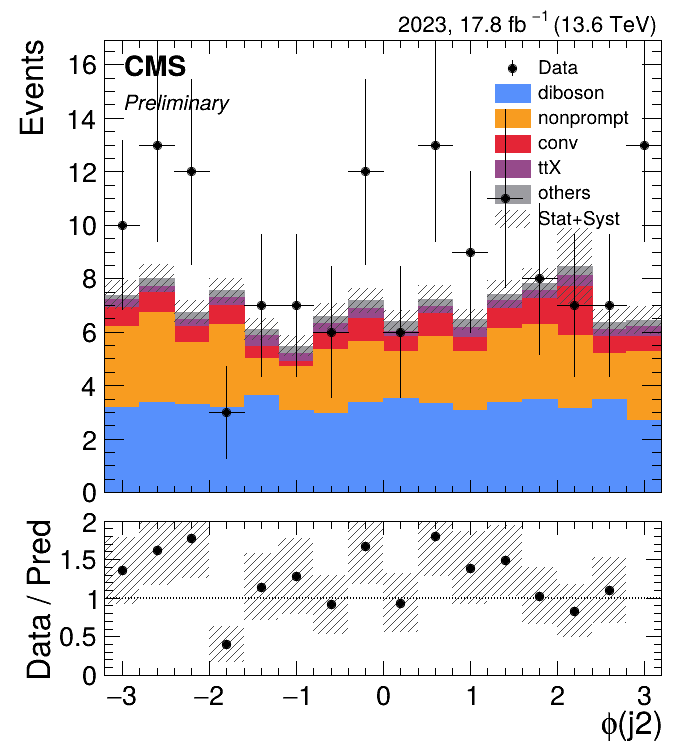 2023, 17.8 fb⁻¹ (13.6 TeV)
Events
16
14
12
10
8
6
4
2
0
CMS
Preliminary
Data
diboson
nonprompt
conv
ttX
others
Stat+Syst
Data / Pred
2
1.5
1
0.5
0
−3 −2 −1 0 1 2 3
ϕ(j2)